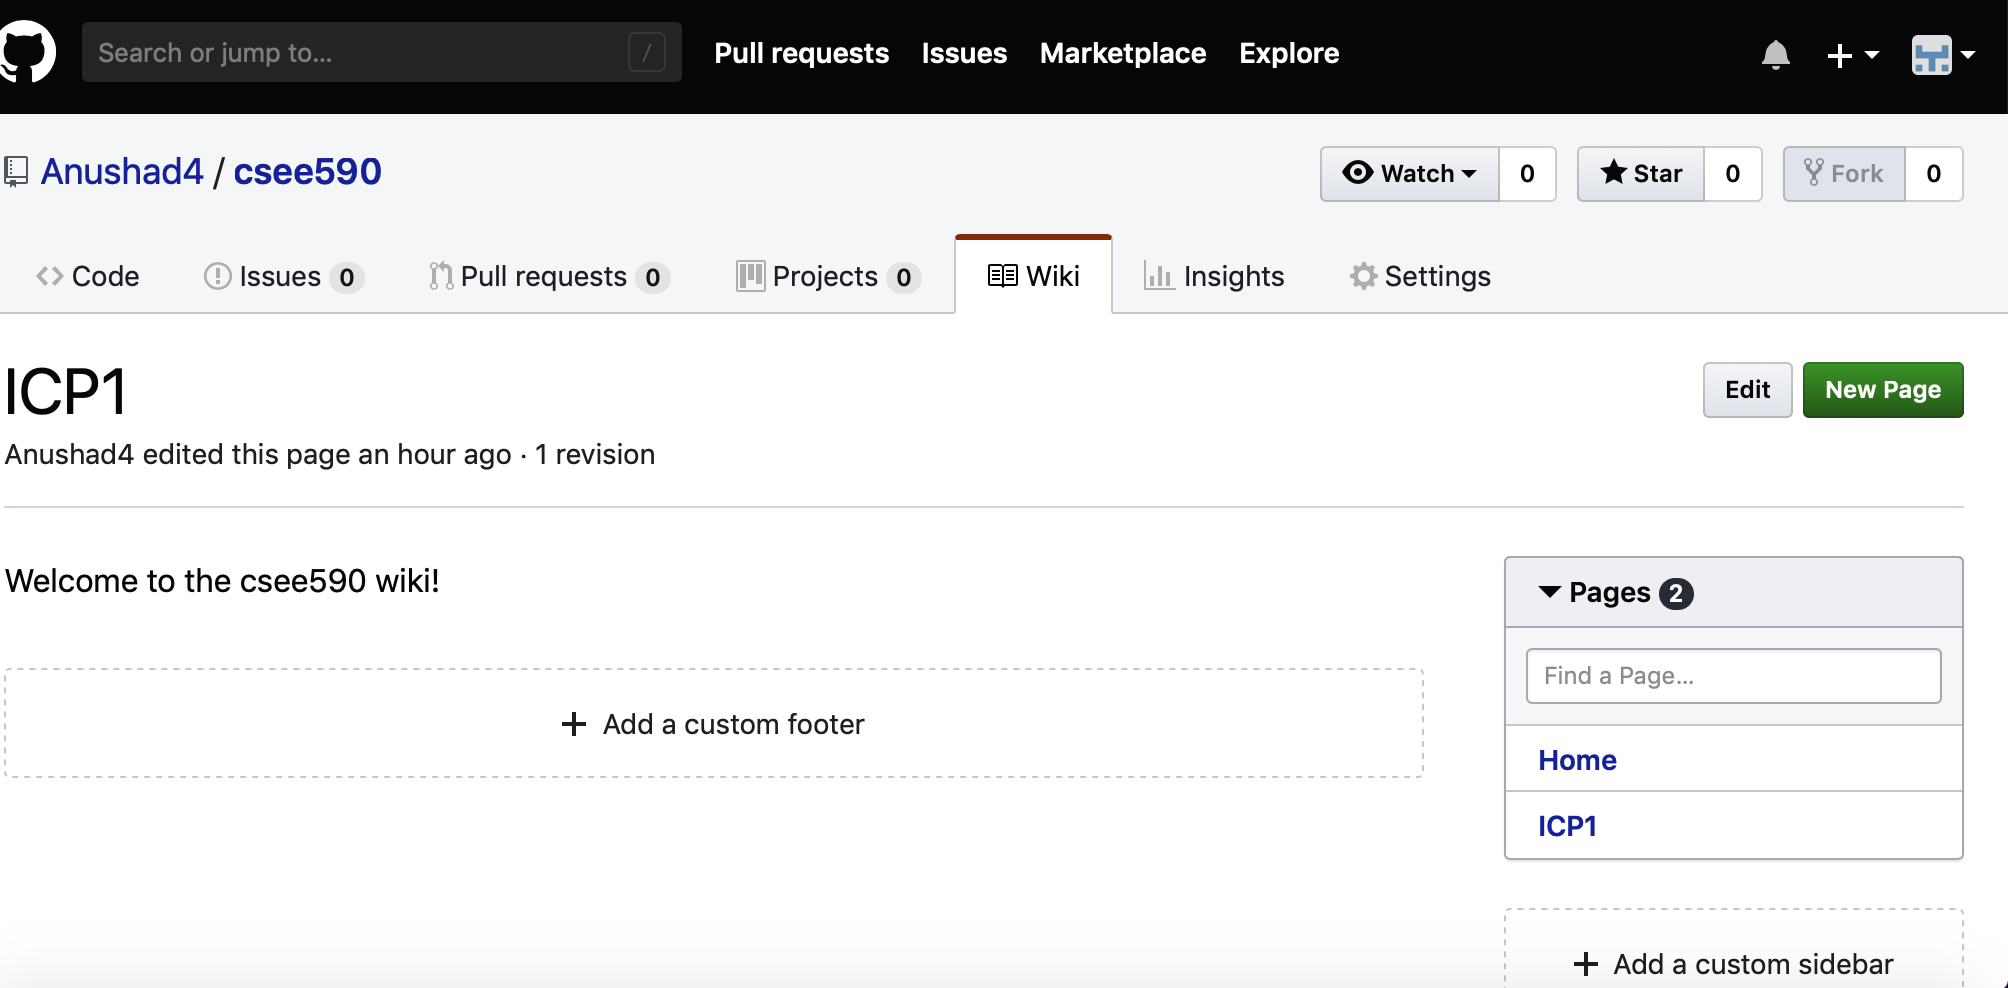 Search or jump to... /
Pull requests Issues Marketplace Explore
Anushad4 / csee590
Watch 0 Star 0 Fork 0
Code Issues 0 Pull requests 0 Projects 0 Wiki Insights Settings
ICP1
Edit New Page
Anushad4 edited this page an hour ago · 1 revision
Welcome to the csee590 wiki!
Add a custom footer
Pages 2
Find a Page...
Home
ICP1
Add a custom sidebar